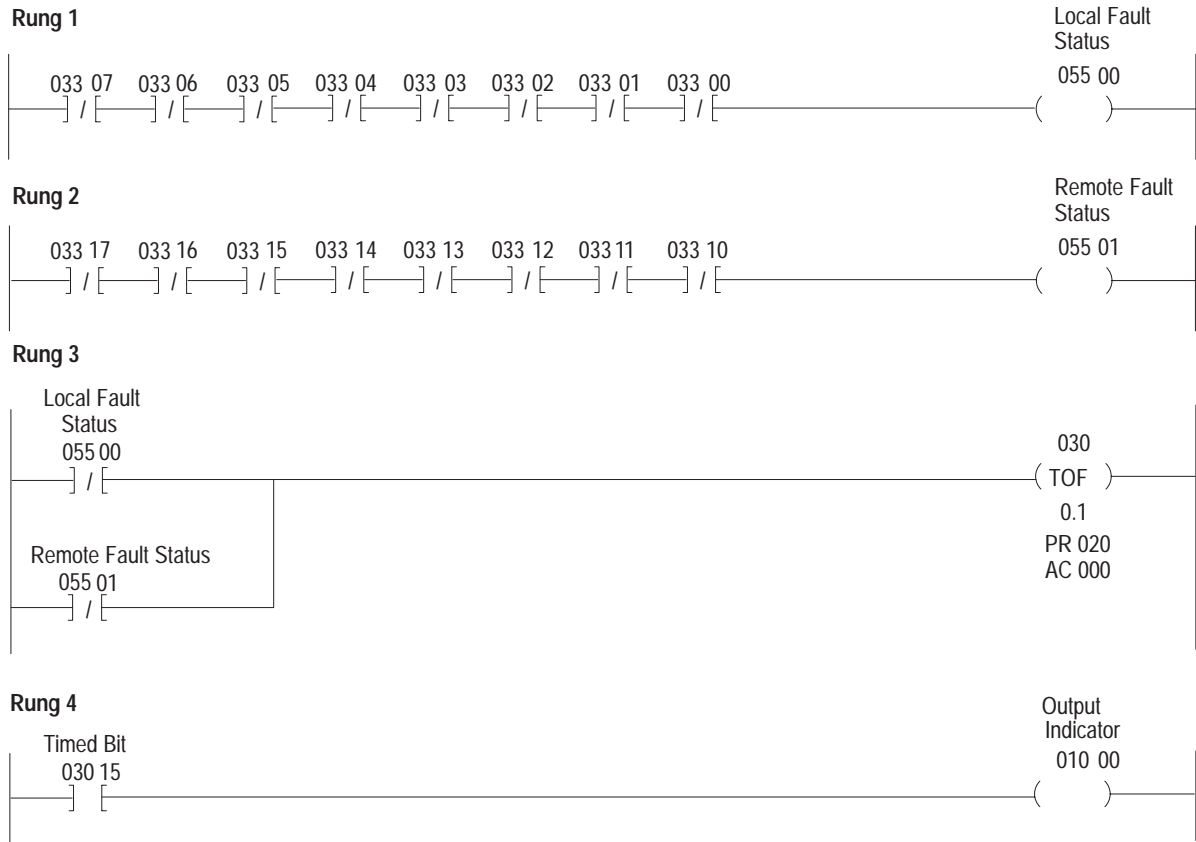 Rung 1
Local Fault
Status
033 07 033 06 033 05 033 04 033 03 033 02 033 01 033 00 055 00
] / [ ] / [ ] / [ ] / [ ] / [ ] / [ ] / [ ] / [ ( )
Rung 2
Remote Fault
Status
033 17 033 16 033 15 033 14 033 13 033 12 033 11 033 10 055 01
] / [ ] / [ ] / [ ] / [ ] / [ ] / [ ] / [ ] / [ ( )
Rung 3
Local Fault
Status
055 00
] / [
030
( TOF )
0.1
PR 020
AC 000
Remote Fault Status
055 01
] / [
Rung 4
Output
Indicator
Timed Bit
030 15
010 00
] [ ( )